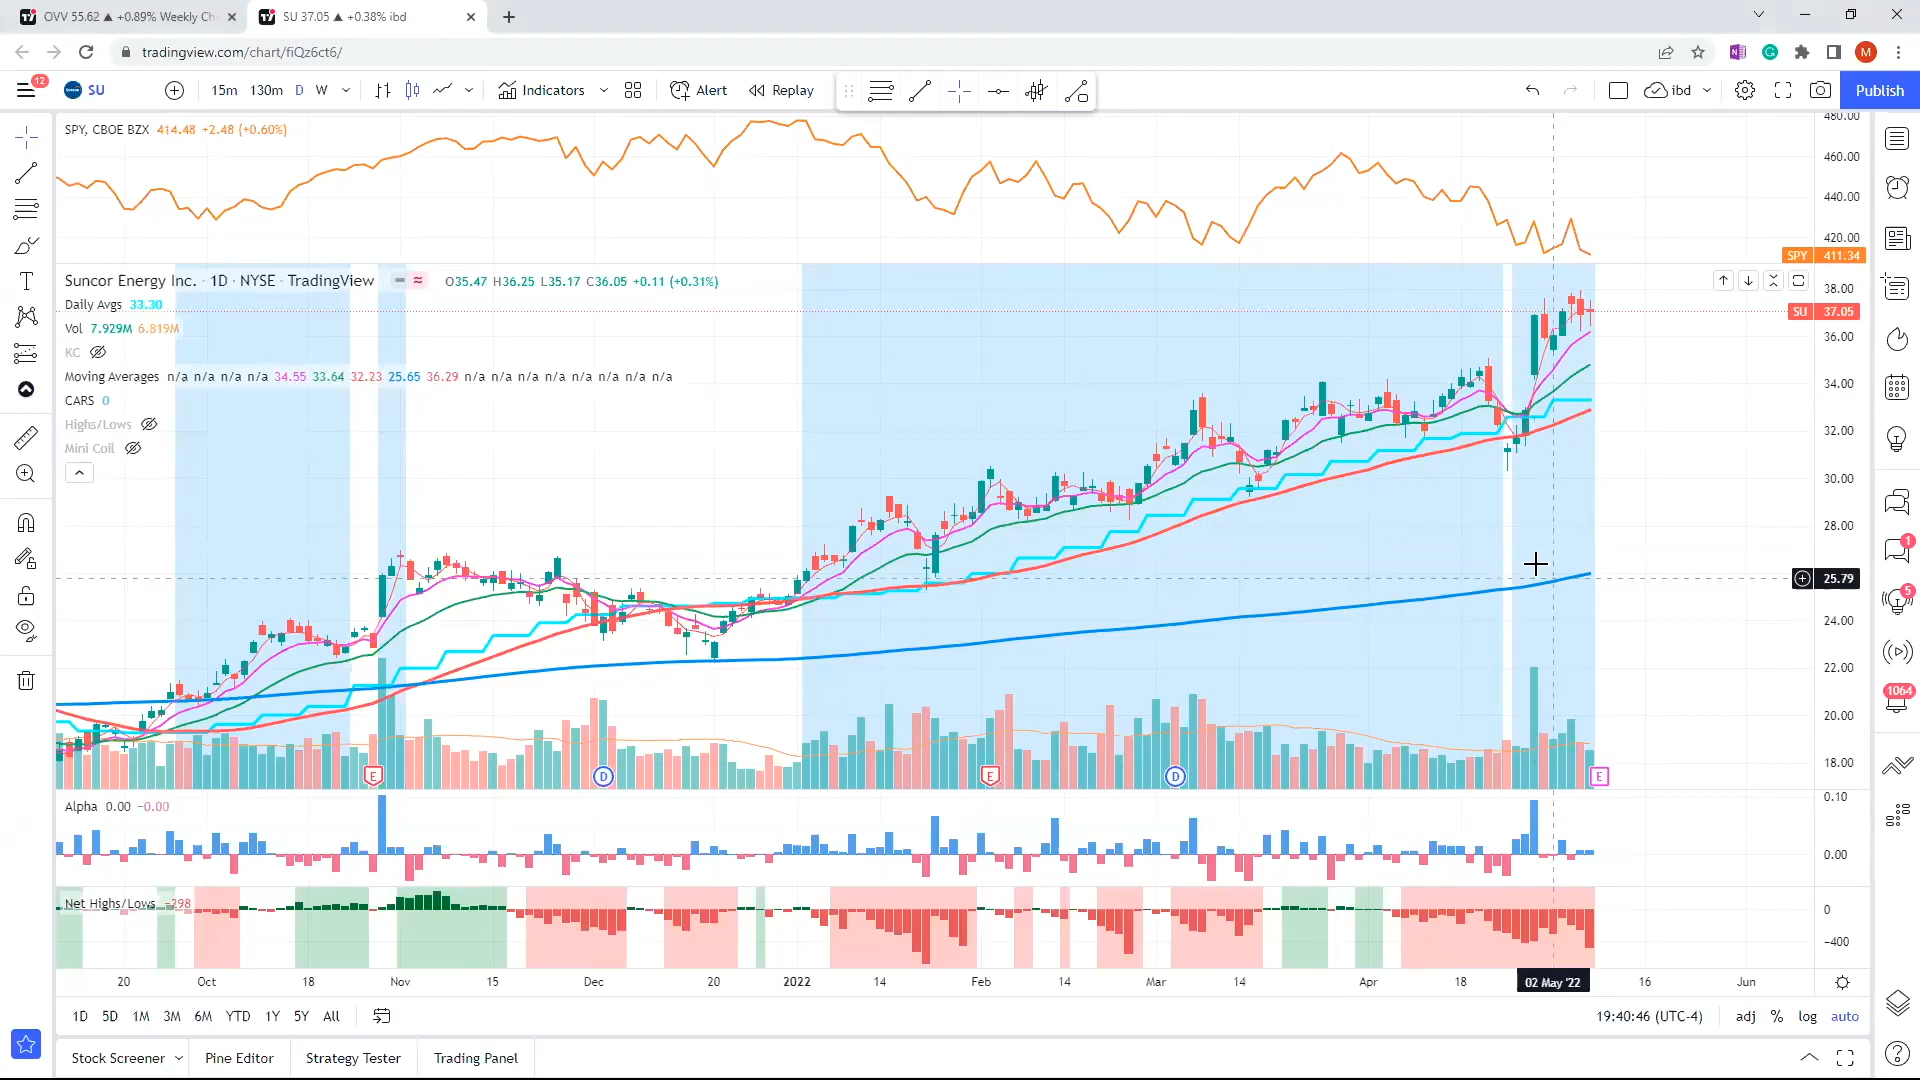 OVV 55.62 ▲ +0.89% Weekly Ch
SU 37.05 ▲ +0.38% ibd
tradingview.com/chart/fiQz6ct6/
M
12
SU
15m 130m D W
Indicators
Alert
Replay
ibd
Publish
SPY, CBOE BZX 414.48 +2.48 (+0.60%)
480.00
460.00
440.00
420.00
SPY 411.34
Suncor Energy Inc. · 1D · NYSE · TradingView
O35.47 H36.25 L35.17 C36.05 +0.11 (+0.31%)
Daily Avgs 33.30
Vol 7.929M 6.819M
KC
Moving Averages n/a n/a n/a n/a 34.55 33.64 32.23 25.65 36.29 n/a n/a n/a n/a n/a n/a n/a n/a
CARS 0
Highs/Lows
Mini Coil
38.00
SU 37.05
36.00
34.00
32.00
30.00
28.00
25.79
24.00
22.00
20.00
18.00
E D E D E
1
5
1064
Alpha 0.00 −0.00
0.10
0.00
Net Highs/Lows −298
0
−400
20 Oct 18 Nov 15 Dec 20 2022 14 Feb 14 Mar 14 Apr 18 02 May '22 16 Jun
1D 5D 1M 3M 6M YTD 1Y 5Y All
19:40:46 (UTC-4) adj % log auto
Stock Screener Pine Editor Strategy Tester Trading Panel